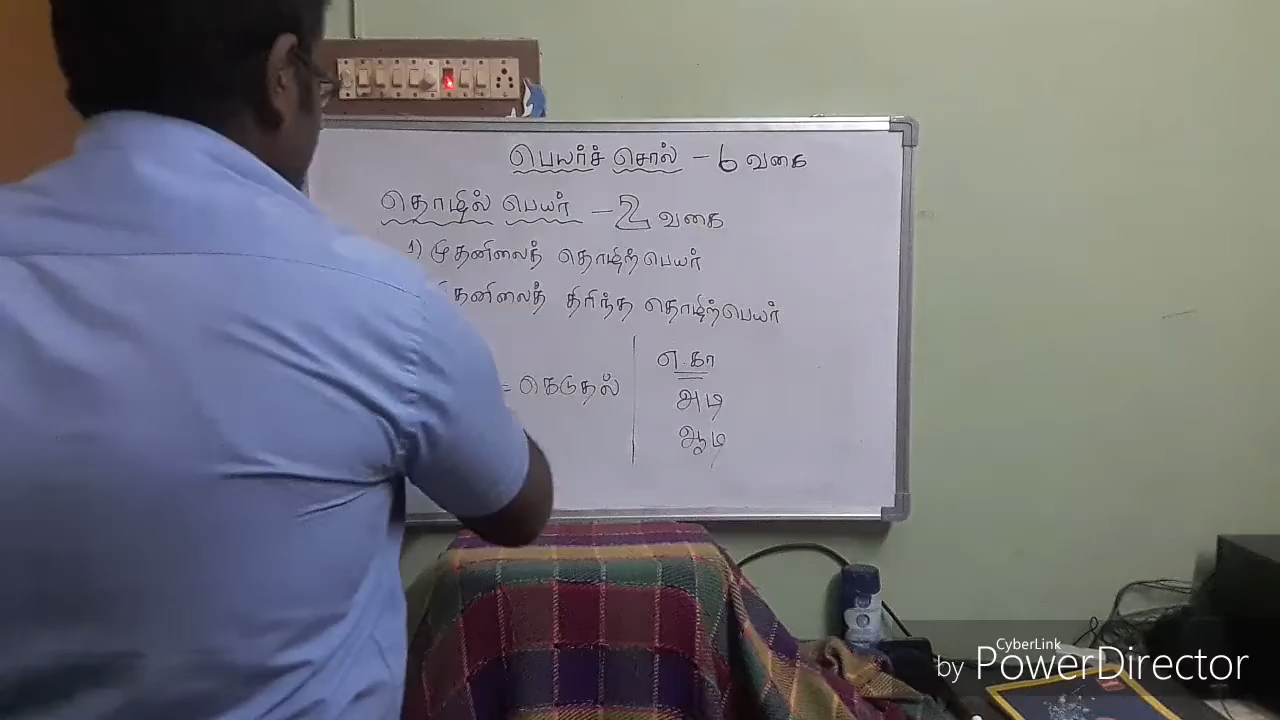 பெயர்ச் சொல் – 6 வகை
தொழில் பெயர் – 2 வகை
1) முதனிலைத் தொழிற்பெயர்
முதனிலைத் திரிந்த தொழிற்பெயர்
= கெடுதல்
எ.கா
அடி
ஆடி
CyberLink
by PowerDirector